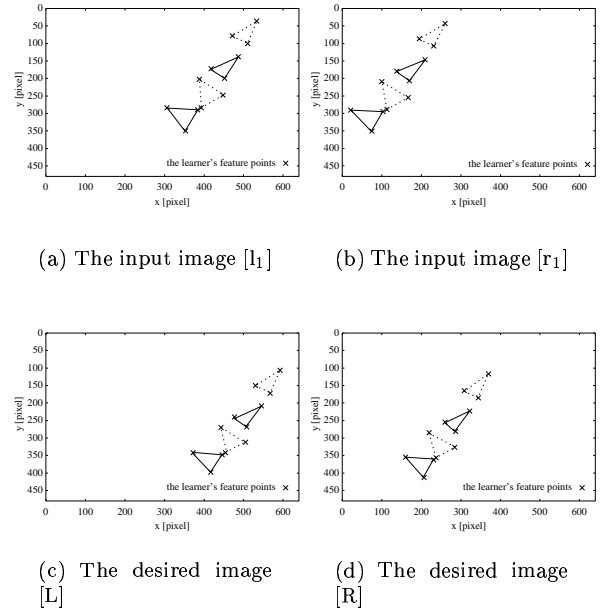 0
50
100
150
200
250
300
350
400
450
y [pixel]
the learner's feature points
0 100 200 300 400 500 600
x [pixel]
(a) The input image [l₁]
0
50
100
150
200
250
300
350
400
450
y [pixel]
the learner's feature points
0 100 200 300 400 500 600
x [pixel]
(b) The input image [r₁]
0
50
100
150
200
250
300
350
400
450
y [pixel]
the learner's feature points
0 100 200 300 400 500 600
x [pixel]
(c) The desired image
[L]
0
50
100
150
200
250
300
350
400
450
y [pixel]
the learner's feature points
0 100 200 300 400 500 600
x [pixel]
(d) The desired image
[R]